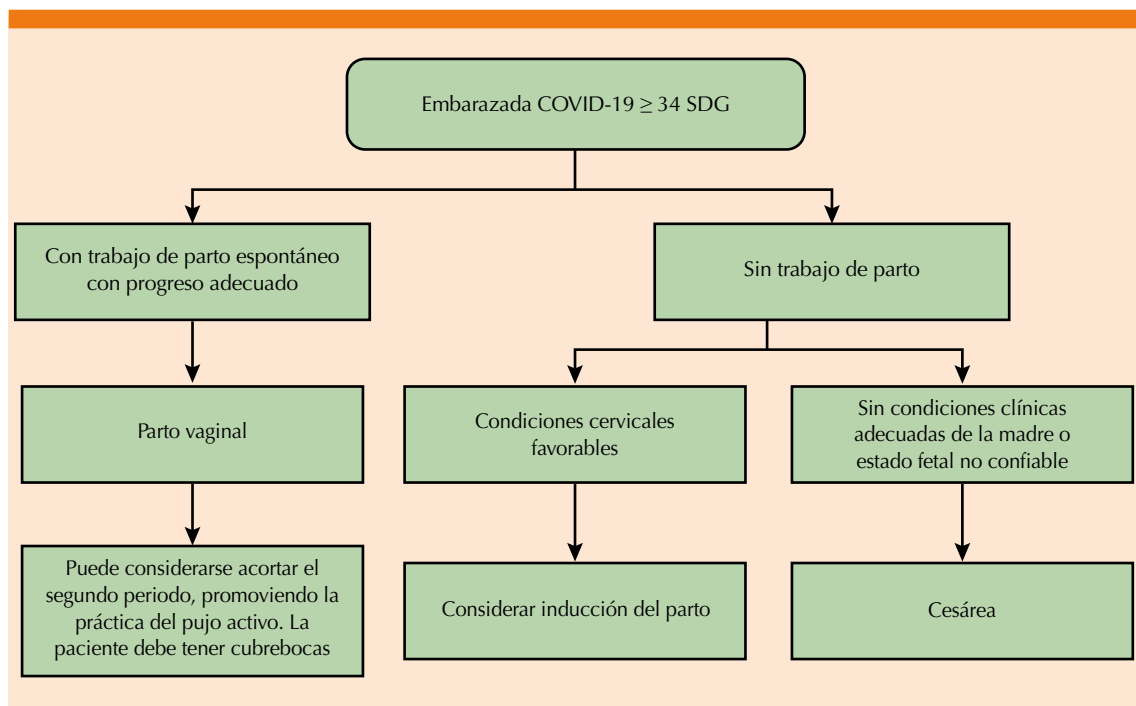 Embarazada COVID-19 ≥ 34 SDG
Con trabajo de parto espontáneo
con progreso adecuado
Sin trabajo de parto
Parto vaginal
Condiciones cervicales
favorables
Sin condiciones clínicas
adecuadas de la madre o
estado fetal no confiable
Puede considerarse acortar el
segundo periodo, promoviendo la
práctica del pujo activo. La
paciente debe tener cubrebocas
Considerar inducción del parto
Cesárea